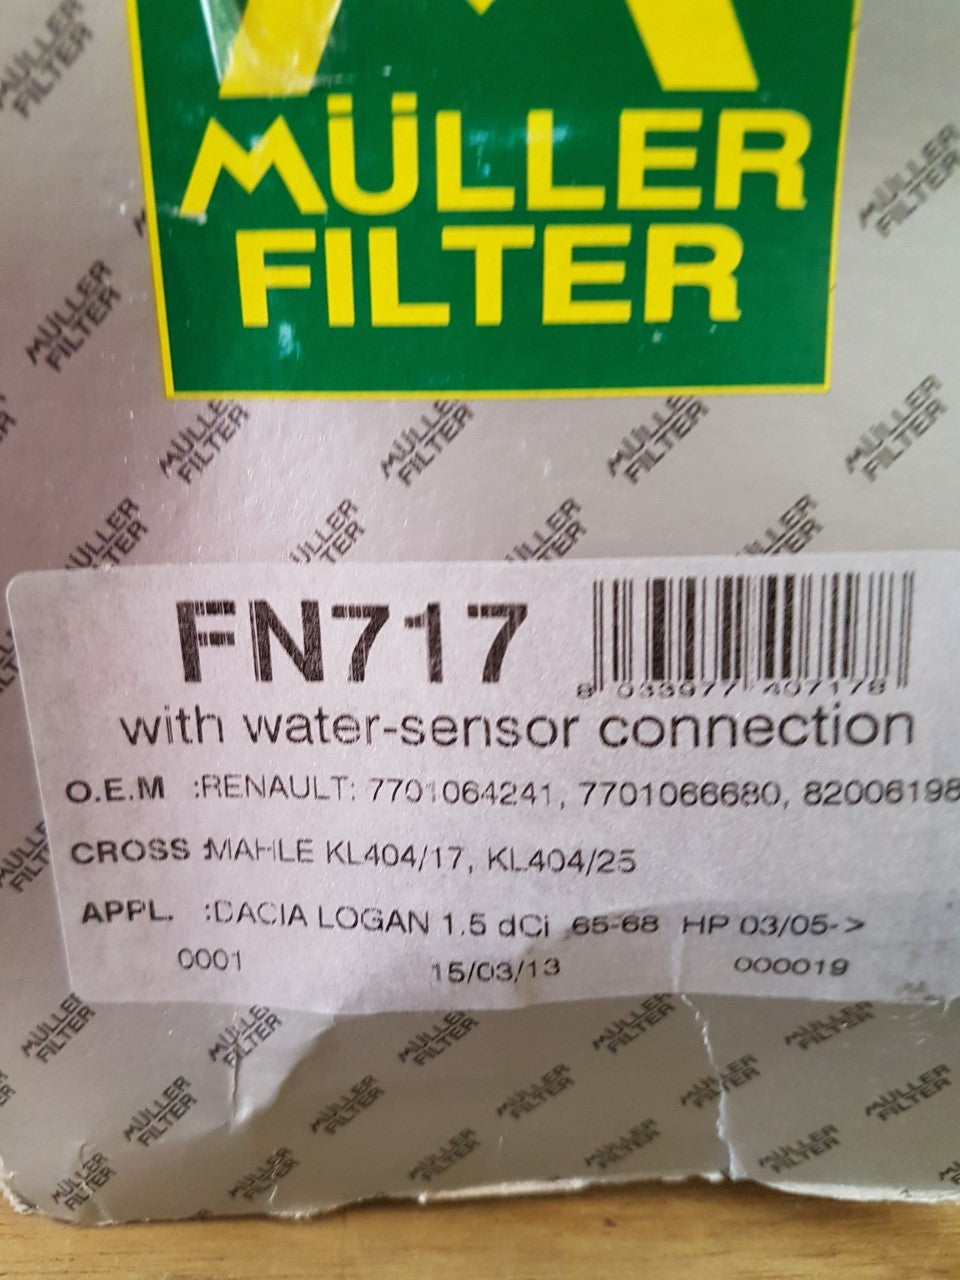 MÜLLER
FILTER
FN717
8 033977 407178
with water-sensor connection
O.E.M :RENAULT: 7701064241, 7701066680, 82006198
CROSS :MAHLE KL404/17, KL404/25
APPL. :DACIA LOGAN 1.5 dCi 65-68 HP 03/05->
0001 15/03/13 000019